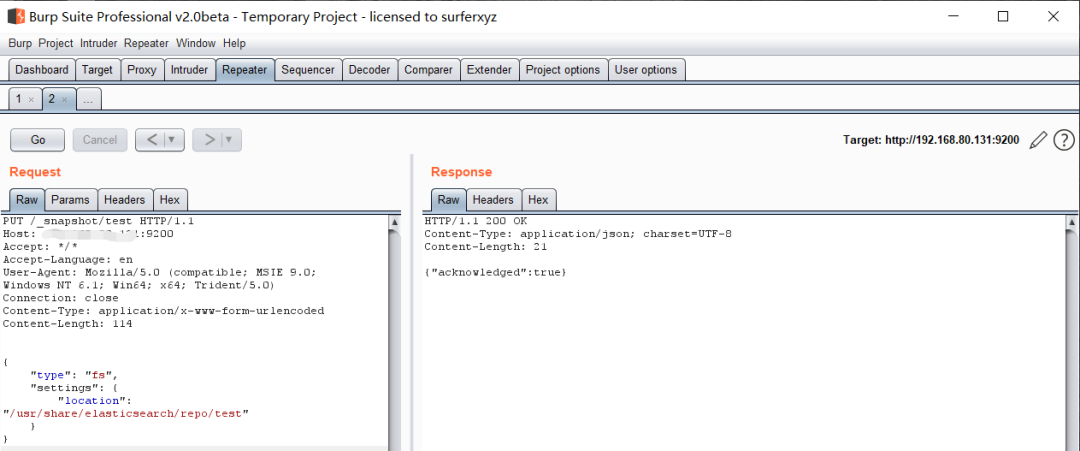 Burp Suite Professional v2.0beta - Temporary Project - licensed to surferxyz
Burp Project Intruder Repeater Window Help
Dashboard Target Proxy Intruder Repeater Sequencer Decoder Comparer Extender Project options User options
1 × 2 × ...
Go Cancel < > Target: http://192.168.80.131:9200 ?
Request
Raw Params Headers Hex
PUT /_snapshot/test HTTP/1.1
Host: :9200
Accept: */*
Accept-Language: en
User-Agent: Mozilla/5.0 (compatible; MSIE 9.0;
Windows NT 6.1; Win64; x64; Trident/5.0)
Connection: close
Content-Type: application/x-www-form-urlencoded
Content-Length: 114
{
"type": "fs",
"settings": {
"location":
"/usr/share/elasticsearch/repo/test"
}
}
Response
Raw Headers Hex
HTTP/1.1 200 OK
Content-Type: application/json; charset=UTF-8
Content-Length: 21
{"acknowledged":true}